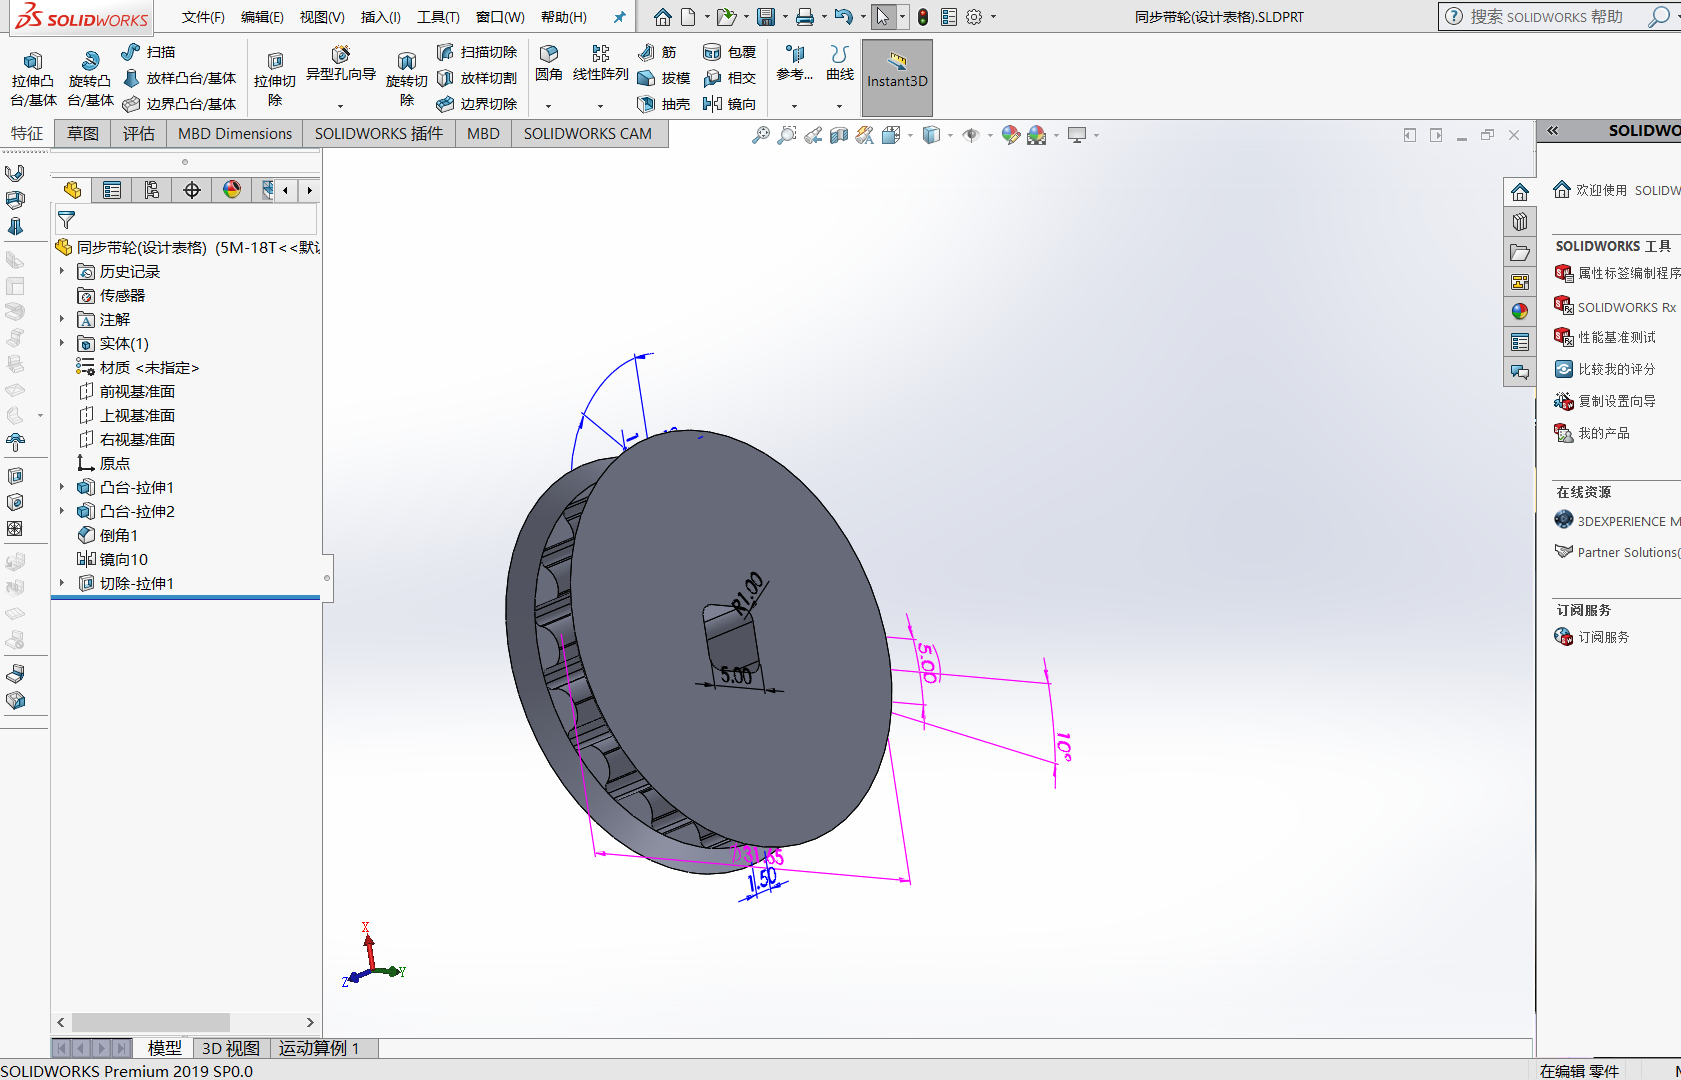 SOLIDWORKS
文件(F) 编辑(E) 视图(V) 插入(I) 工具(T) 窗口(W) 帮助(H)
同步带轮(设计表格).SLDPRT
搜索 SOLIDWORKS 帮助
拉伸凸台/基体
旋转凸台/基体
扫描
放样凸台/基体
边界凸台/基体
拉伸切除
异型孔向导
旋转切除
扫描切除
放样切割
边界切除
圆角
线性阵列
筋
拔模
抽壳
包覆
相交
镜向
参考...
曲线
Instant3D
特征 草图 评估 MBD Dimensions SOLIDWORKS 插件 MBD SOLIDWORKS CAM
同步带轮(设计表格) (5M-18T<<默认
历史记录
传感器
注解
实体(1)
材质 <未指定>
前视基准面
上视基准面
右视基准面
原点
凸台-拉伸1
凸台-拉伸2
倒角1
镜向10
切除-拉伸1
R1.00
5.00
5.00
10°
1.50
X
Y
Z
SOLIDWO
欢迎使用 SOLIDW
SOLIDWORKS 工具
属性标签编制程序
SOLIDWORKS Rx
性能基准测试
比较我的评分
复制设置向导
我的产品
在线资源
3DEXPERIENCE M
Partner Solutions(
订阅服务
订阅服务
模型 3D 视图 运动算例 1
SOLIDWORKS Premium 2019 SP0.0
在编辑 零件